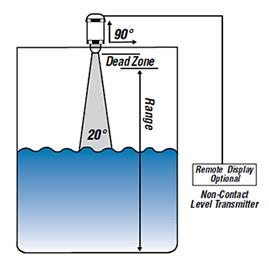 90°
Dead Zone
Range
20°
Remote Display
Optional
Non-Contact
Level Transmitter